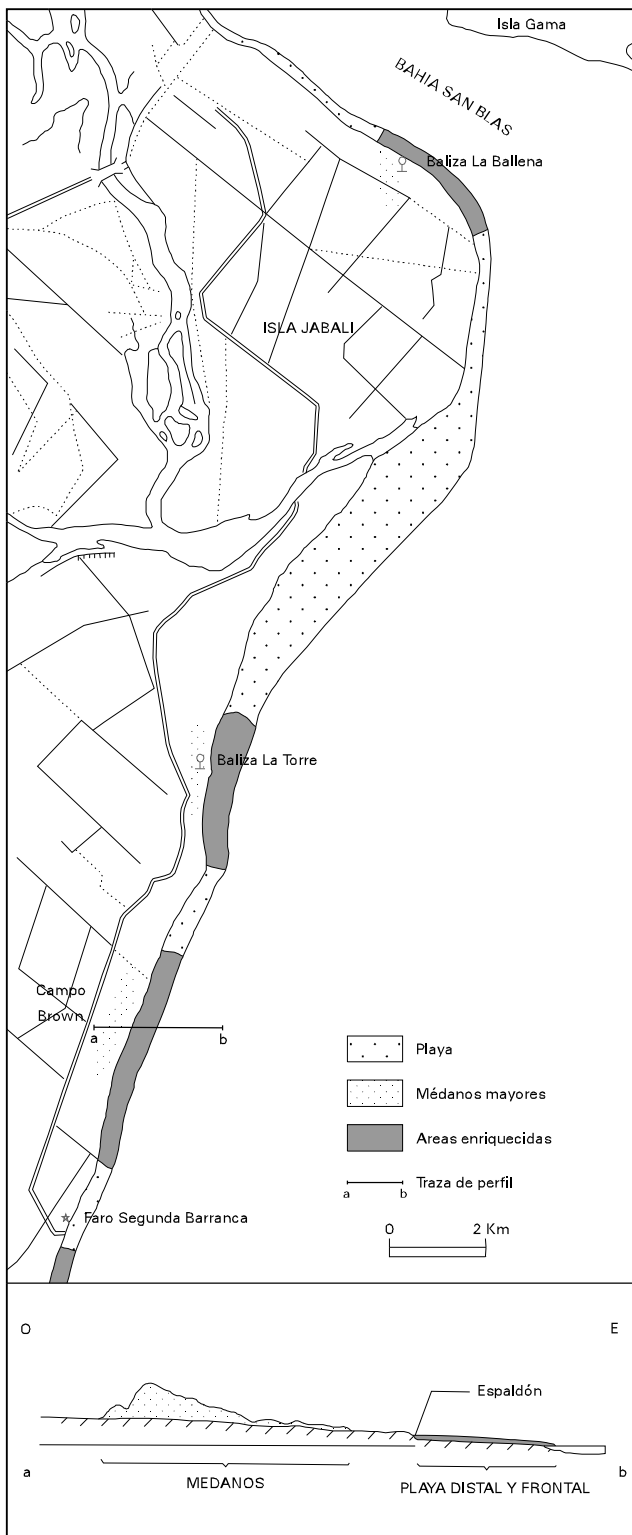 Isla Gama
BAHIA SAN BLAS
Baliza La Ballena
ISLA JABALI
Baliza La Torre
Campo
Brown
a b
Faro Segunda Barranca
Playa
Médanos mayores
Areas enriquecidas
Traza de perfil
a b
0 2 Km
O E
Espaldón
a b
MEDANOS PLAYA DISTAL Y FRONTAL